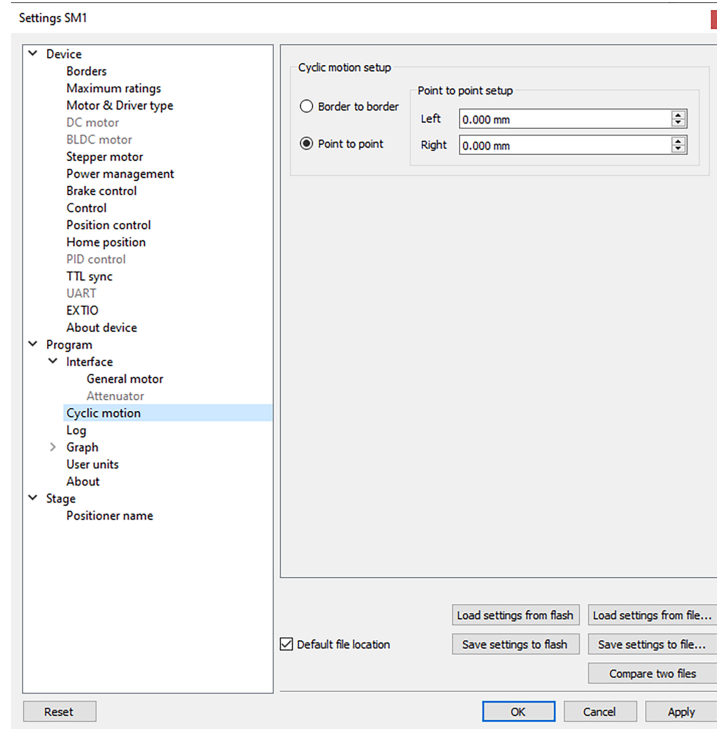 Settings SM1
Device
Borders
Maximum ratings
Motor & Driver type
DC motor
BLDC motor
Stepper motor
Power management
Brake control
Control
Position control
Home position
PID control
TTL sync
UART
EXTIO
About device
Program
Interface
General motor
Attenuator
Cyclic motion
Log
Graph
User units
About
Stage
Positioner name
Cyclic motion setup
Border to border
Point to point
Point to point setup
Left 0.000 mm
Right 0.000 mm
Load settings from flash Load settings from file...
Default file location Save settings to flash Save settings to file...
Compare two files
Reset OK Cancel Apply